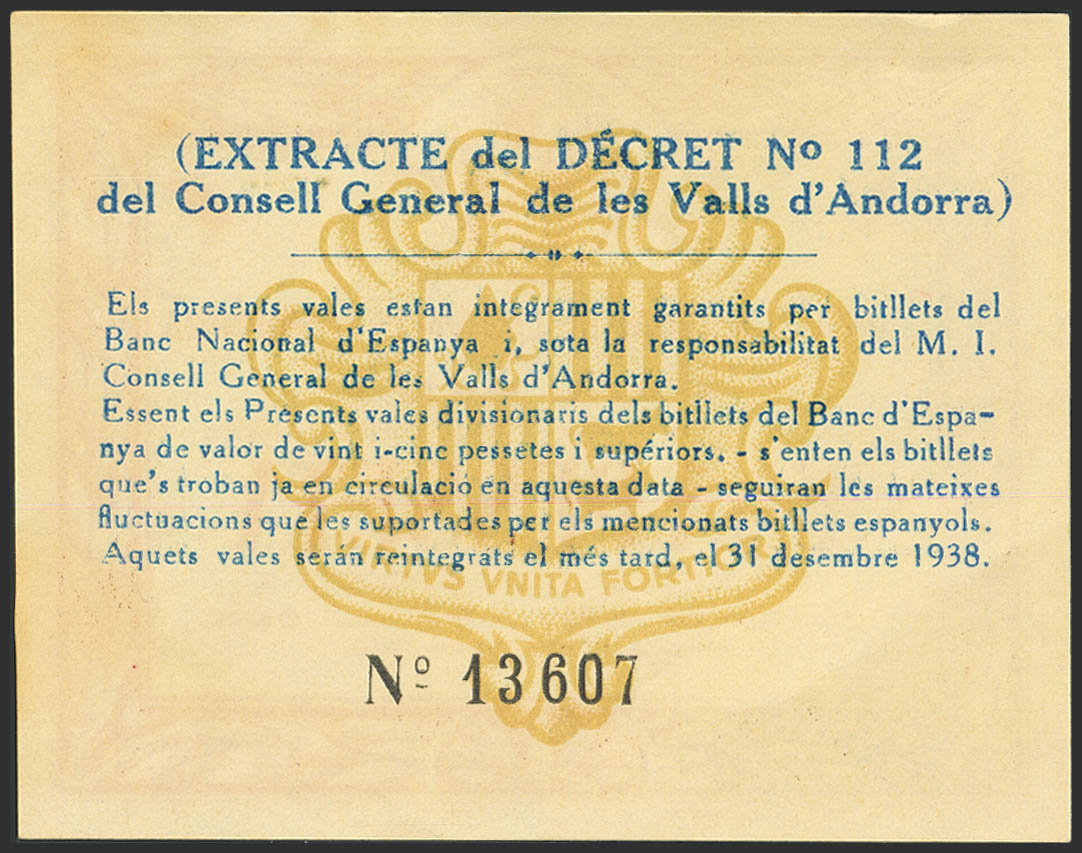 (EXTRACTE del DÉCRET Nº 112
del Consell General de les Valls d'Andorra)
Els presents vales estan integrament garantits per bitllets del
Banc Nacional d'Espanya i, sota la responsabilitat del M. I.
Consell General de les Valls d'Andorra.
Essent els Presents vales divisionaris dels bitllets del Banc d'Espa-
nya de valor de vint i-cinc pessetes i supériors. - s'enten els bitllets
que's troban ja en circulació en aquesta data - seguiran les mateixes
fluctuacions que les suportades per els mencionats bitllets espanyols.
Aquets vales serán reintegrats el més tard, el 31 desembre 1938.
VIRTVS VNITA FORTIOR
Nº 13607